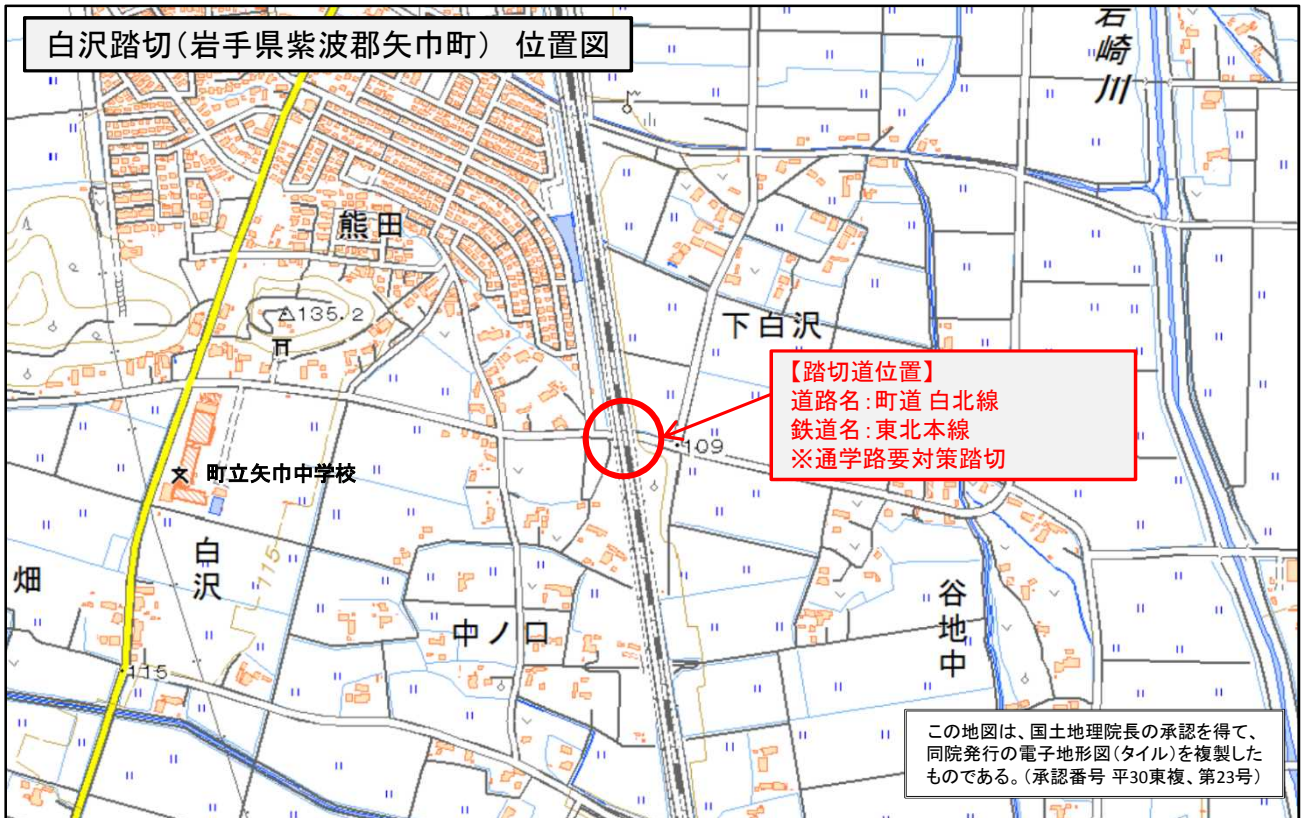 白沢踏切(岩手県紫波郡矢巾町) 位置図
岩崎川
熊田
135.2
下白沢
【踏切道位置】
道路名:町道 白北線
鉄道名:東北本線
※通学路要対策踏切
109
町立矢巾中学校
白沢
115
畑
中ノ口
谷地中
115
この地図は、国土地理院長の承認を得て、
同院発行の電子地形図(タイル)を複製した
ものである。(承認番号 平30東複、第23号)